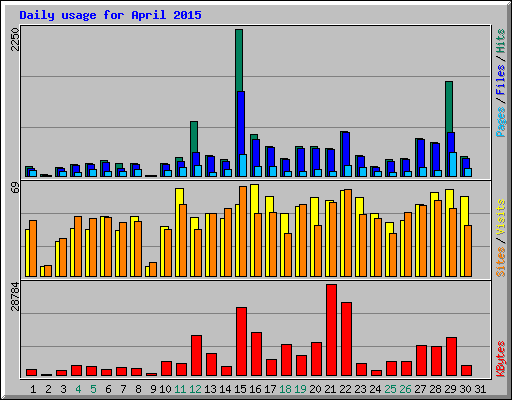 Daily usage for April 2015
2250
Pages / Files / Hits
69
Sites / Visits
28784
KBytes
1 2 3 4 5 6 7 8 9 10 11 12 13 14 15 16 17 18 19 20 21 22 23 24 25 26 27 28 29 30 31